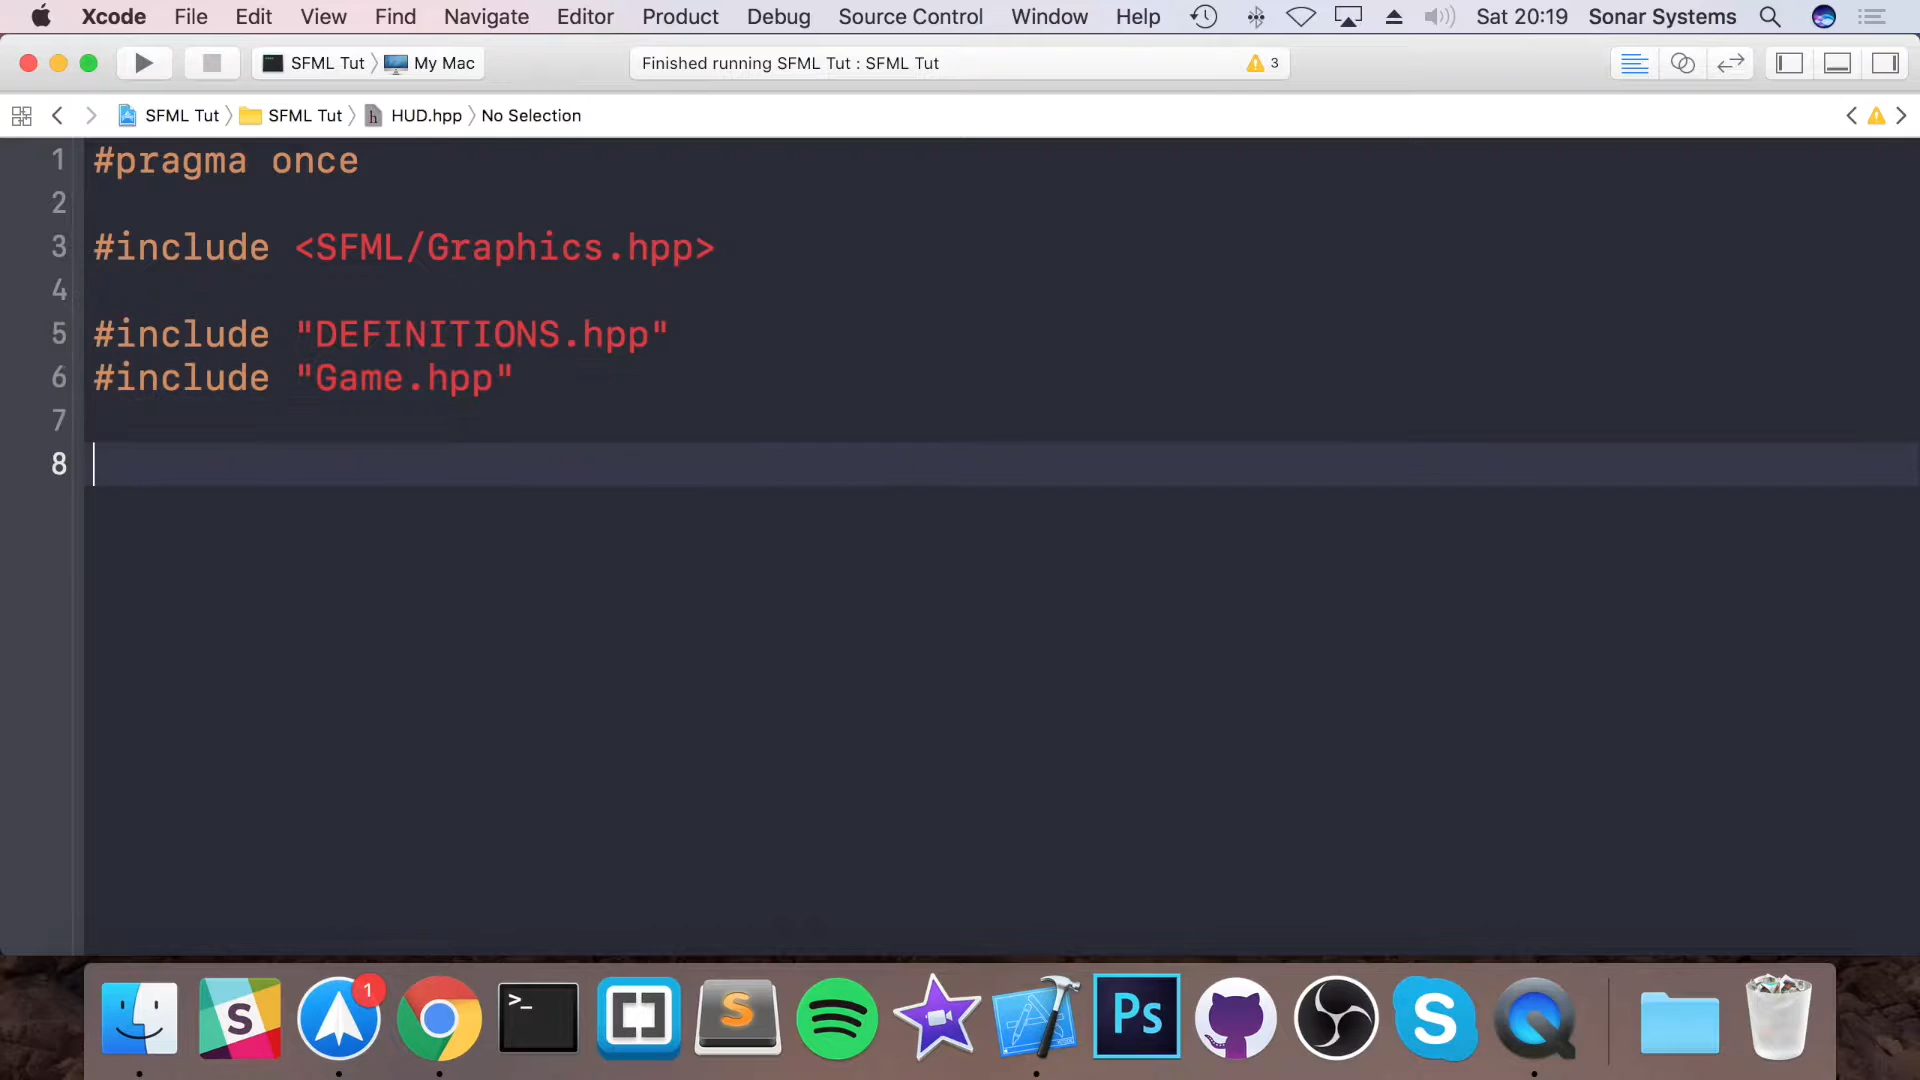 Xcode File Edit View Find Navigate Editor Product Debug Source Control Window Help Sat 20:19 Sonar Systems
SFML Tut My Mac Finished running SFML Tut : SFML Tut 3
SFML Tut SFML Tut h HUD.hpp No Selection
1 #pragma once
2
3 #include <SFML/Graphics.hpp>
4
5 #include "DEFINITIONS.hpp"
6 #include "Game.hpp"
7
8
S 1 >_ S Ps S